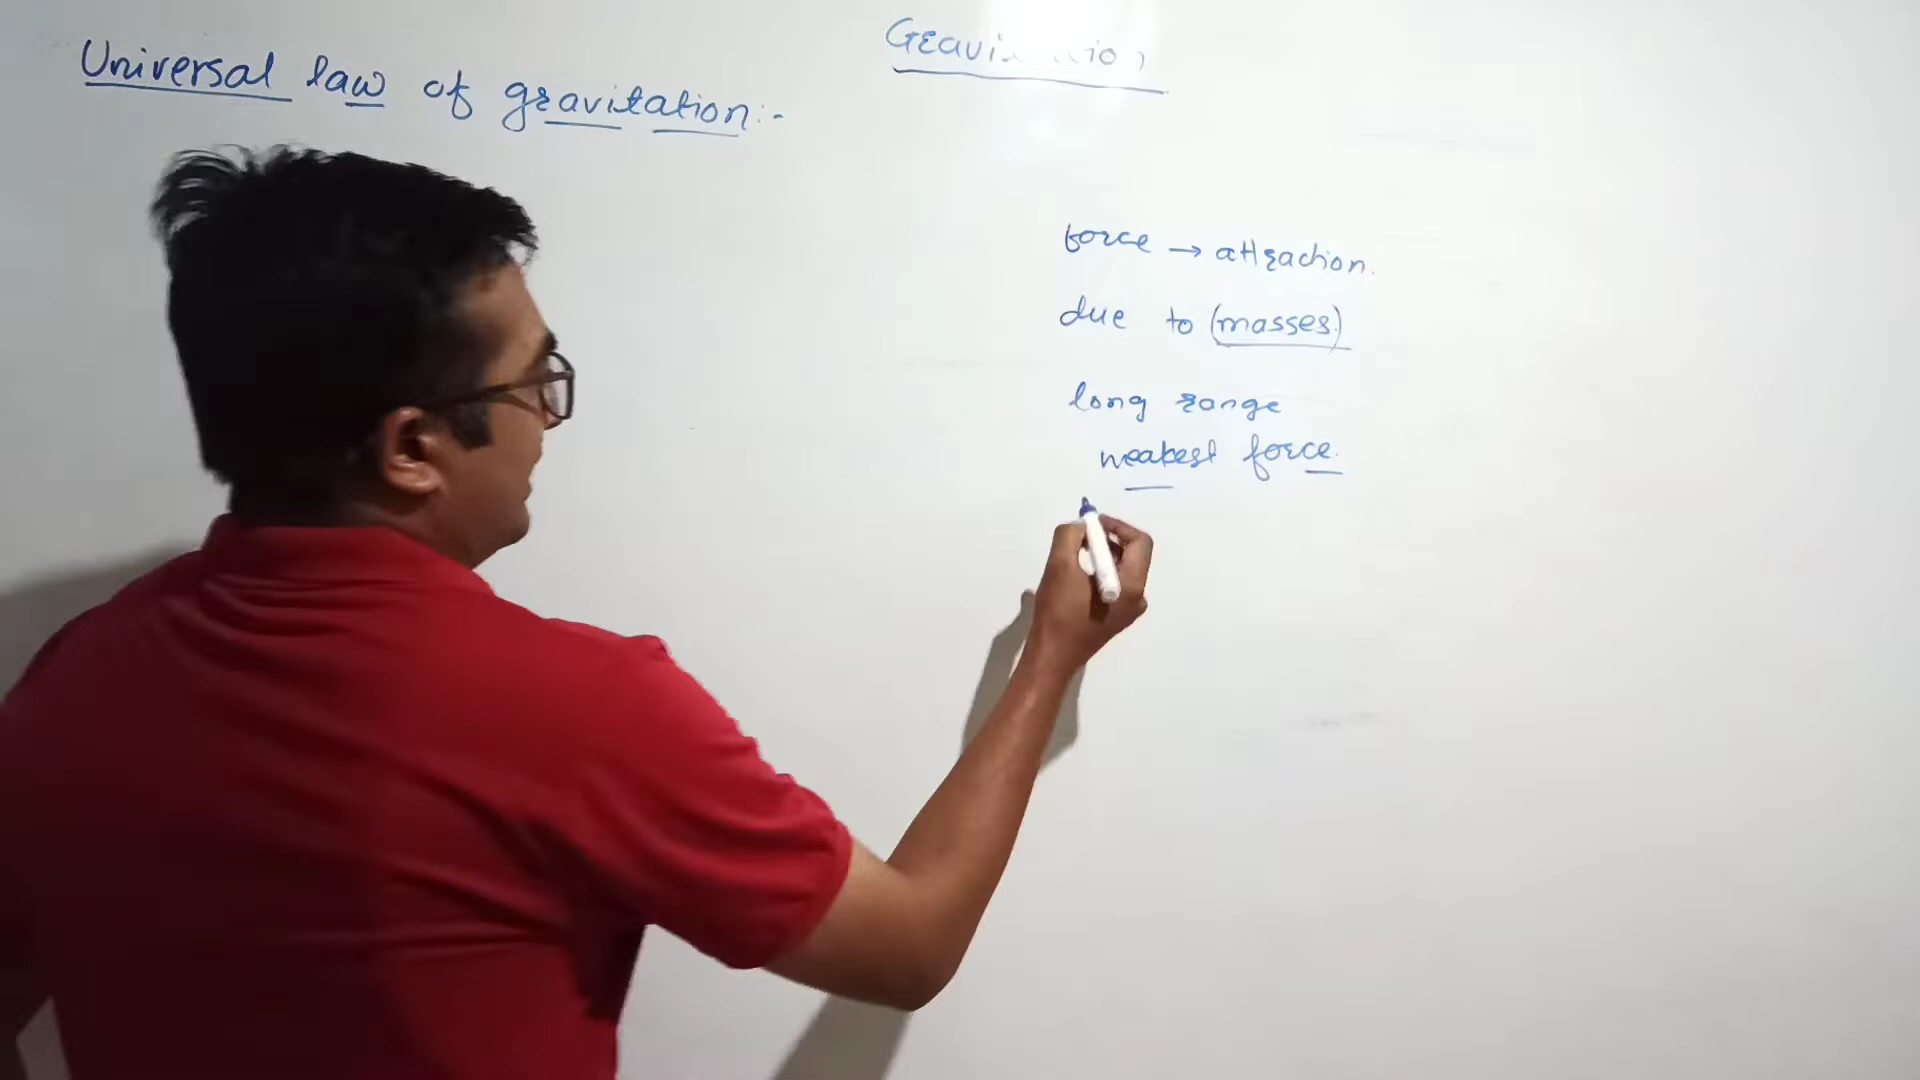 Gravitation
Universal law of gravitation:-
force → attraction.
due to (masses.)
long range
weakest force.